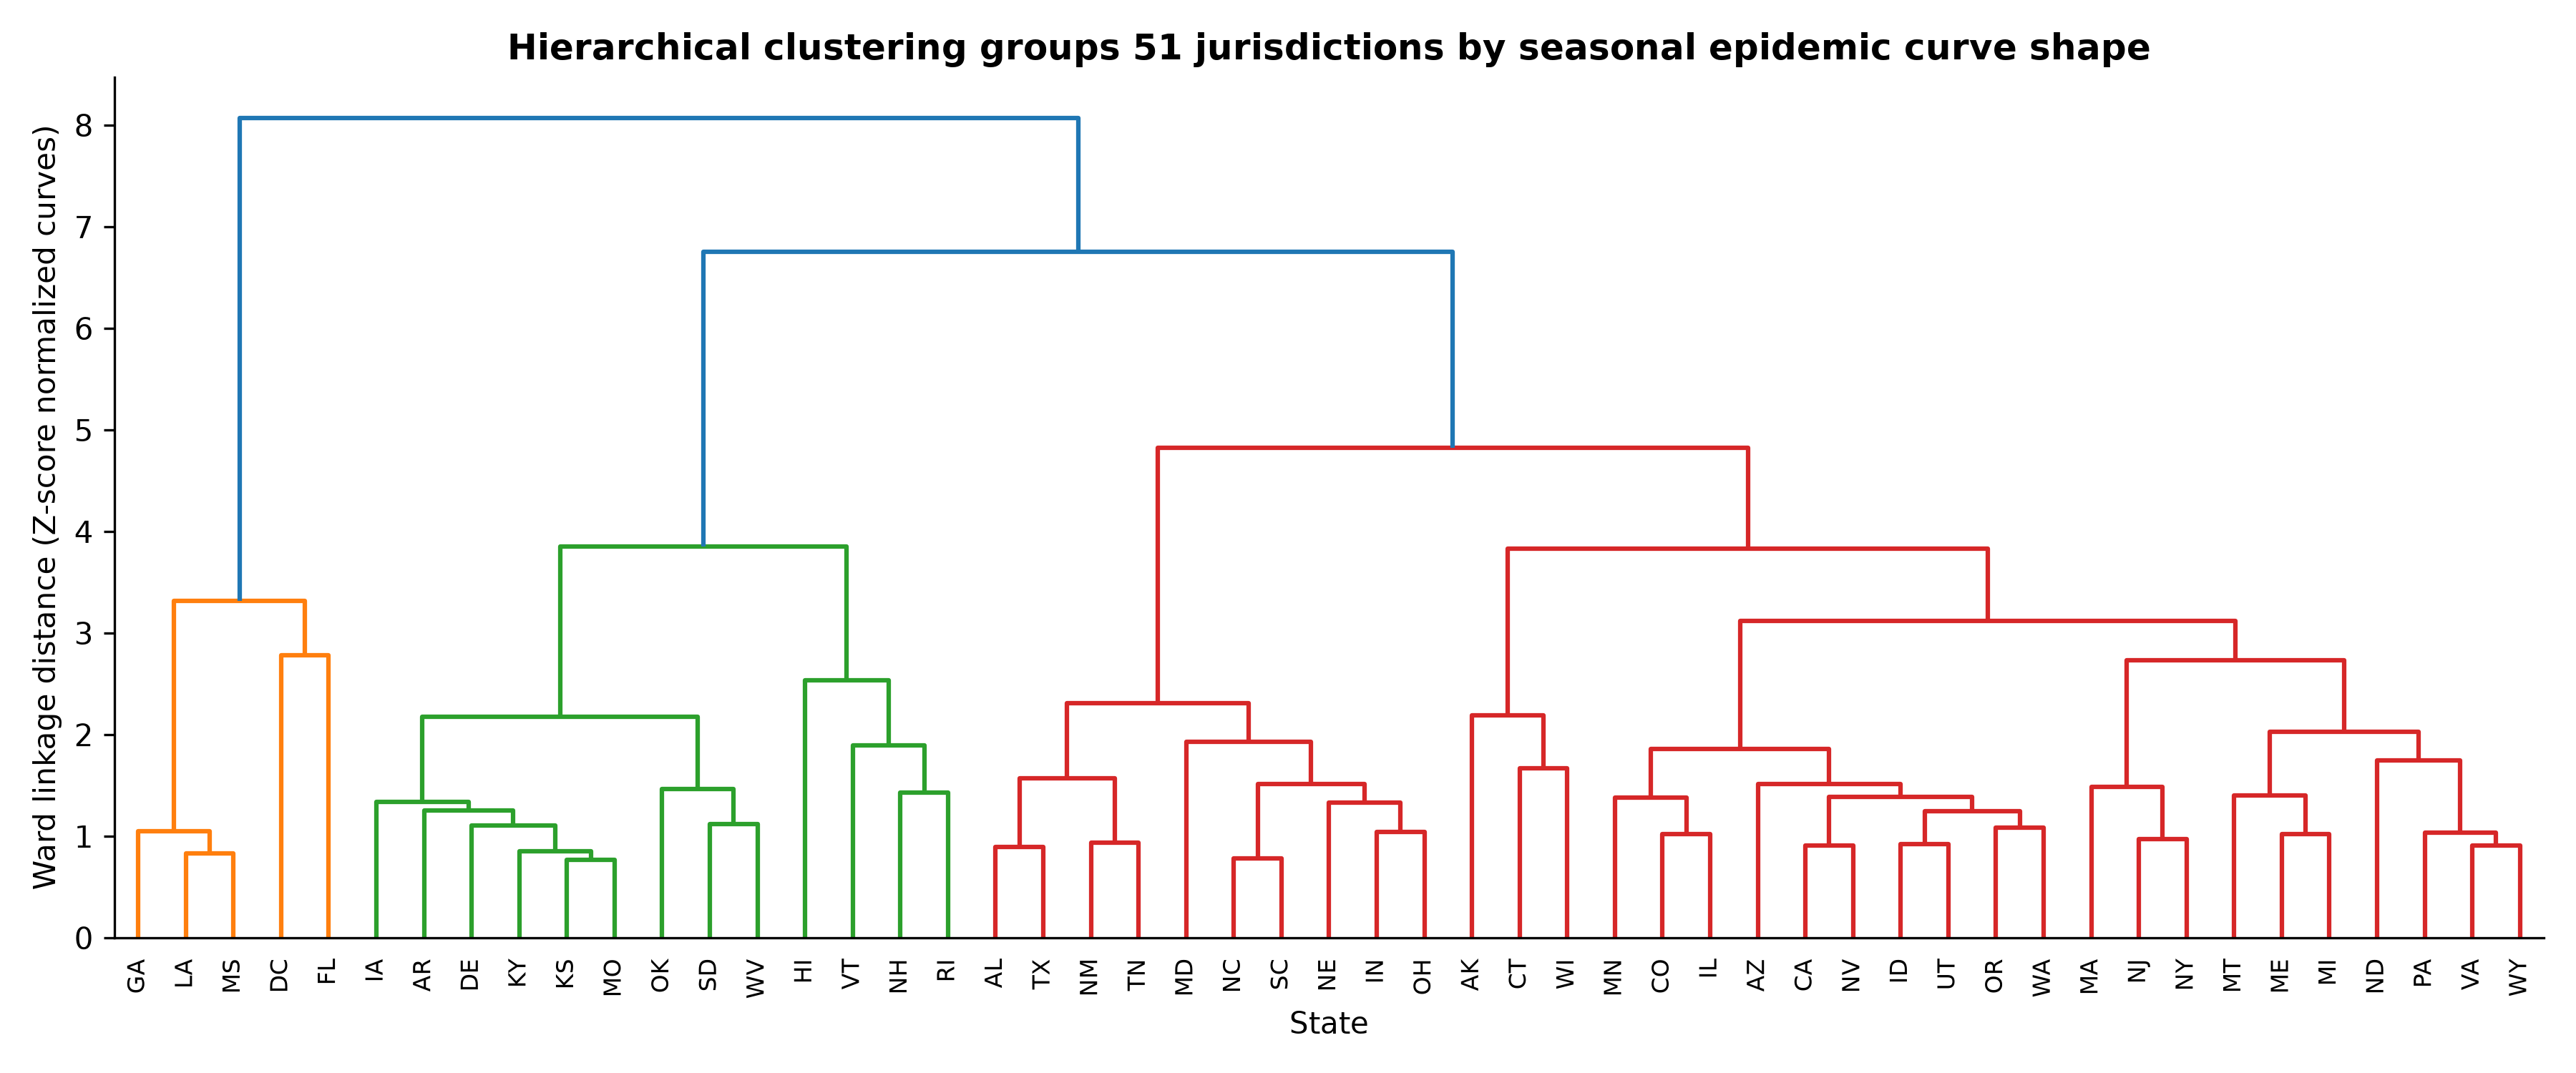 Hierarchical clustering groups 51 jurisdictions by seasonal epidemic curve shape
Ward linkage distance (Z-score normalized curves)
8
7
6
5
4
3
2
1
0
GA LA MS DC FL IA AR DE KY KS MO OK SD WV HI VT NH RI AL TX NM TN MD NC SC NE IN OH AK CT WI MN CO IL AZ CA NV ID UT OR WA MA NJ NY MT ME MI ND PA VA WY
State